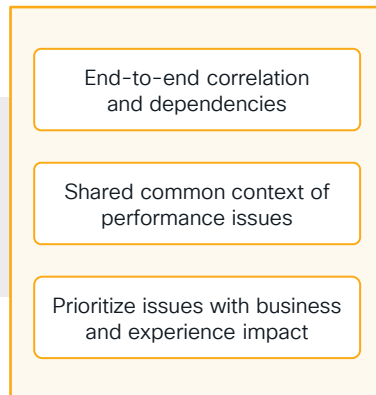 End-to-end correlation
and dependencies
Shared common context of
performance issues
Prioritize issues with business
and experience impact